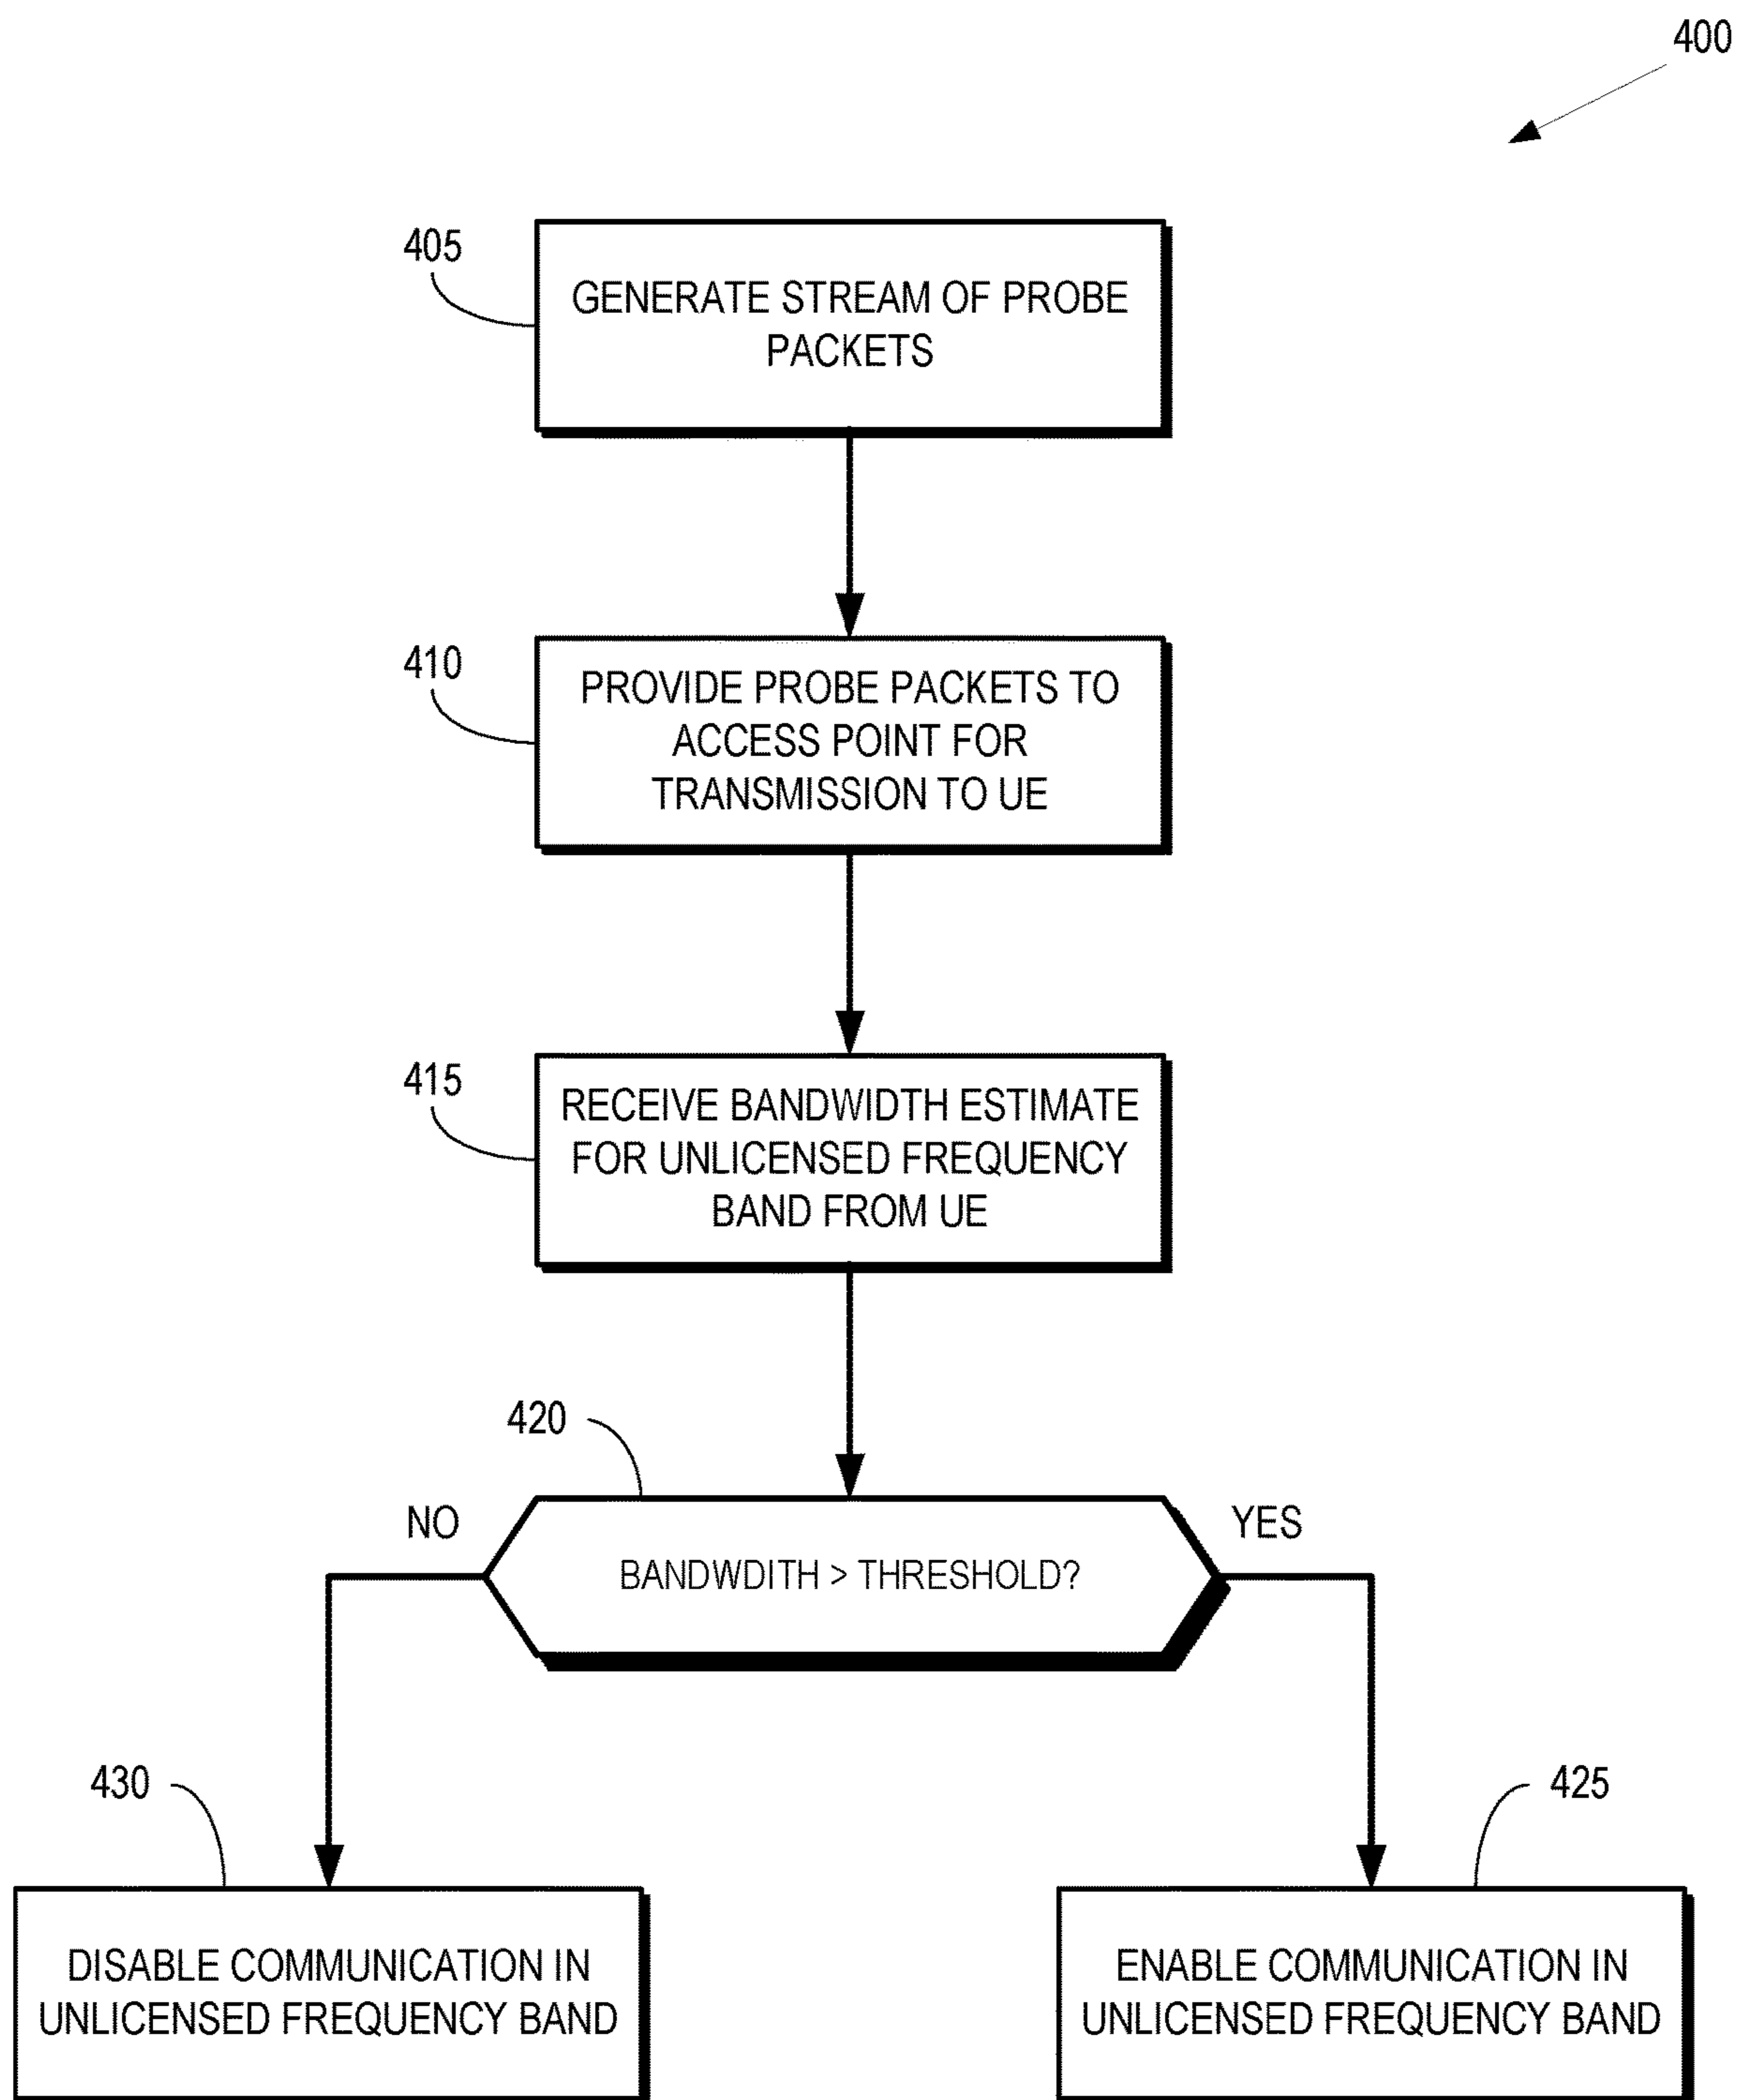 400
405
GENERATE STREAM OF PROBE
PACKETS
410
PROVIDE PROBE PACKETS TO
ACCESS POINT FOR
TRANSMISSION TO UE
415
RECEIVE BANDWIDTH ESTIMATE
FOR UNLICENSED FREQUENCY
BAND FROM UE
420
NO
YES
BANDWDITH > THRESHOLD?
430
425
DISABLE COMMUNICATION IN
UNLICENSED FREQUENCY BAND
ENABLE COMMUNICATION IN
UNLICENSED FREQUENCY BAND